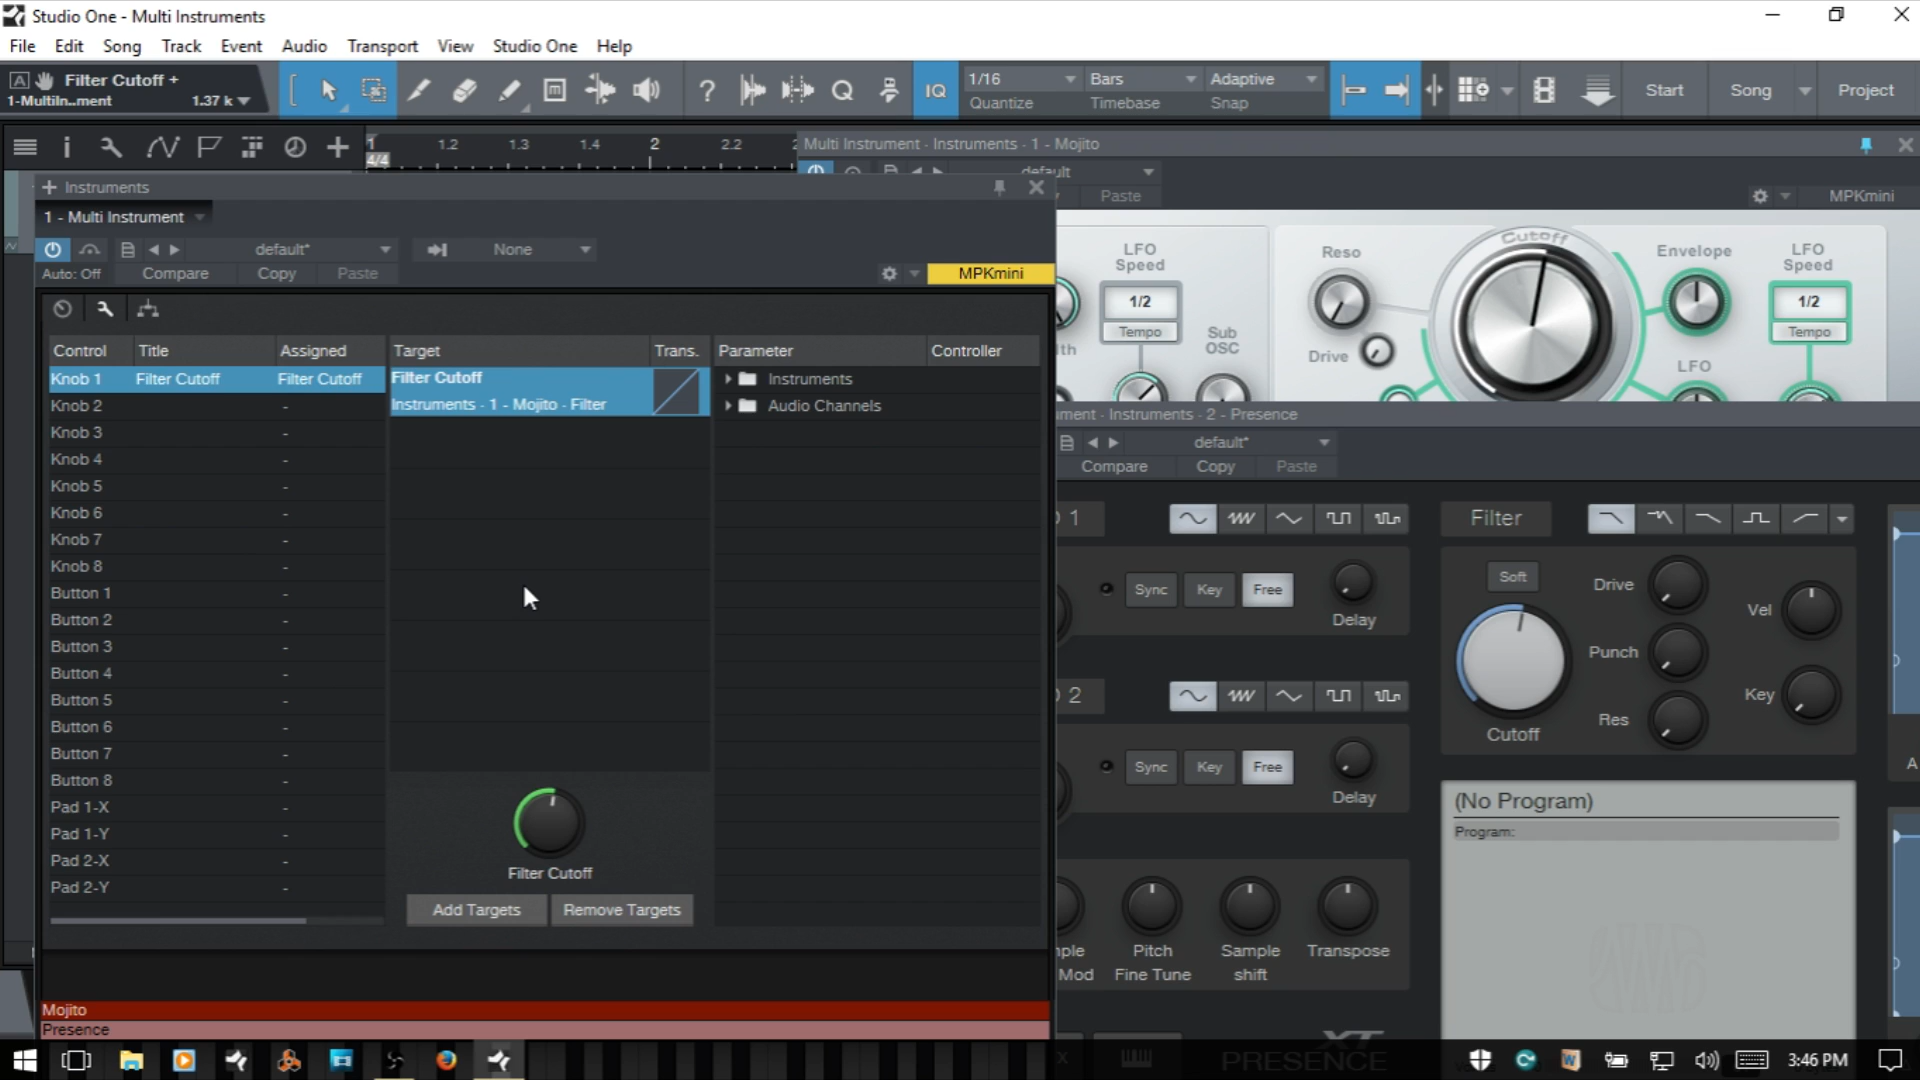 Studio One - Multi Instruments
File Edit Song Track Event Audio Transport View Studio One Help
A Filter Cutoff +
1-MultiIn..ment 1.37 k
? Q IQ
1/16 Bars Adaptive
Quantize Timebase Snap
Start Song Project
1 1.2 1.3 1.4 2 2.2
4/4
Multi Instrument - Instruments - 1 - Mojito
default
Paste
MPKmini
Instruments
1 - Multi Instrument
default* None
Auto: Off Compare Copy Paste MPKmini
Control Title Assigned Target Trans. Parameter Controller
Knob 1 Filter Cutoff Filter Cutoff Filter Cutoff
Instruments - 1 - Mojito - Filter
Instruments
Audio Channels
Knob 2 -
Knob 3 -
Knob 4 -
Knob 5 -
Knob 6 -
Knob 7 -
Knob 8 -
Button 1 -
Button 2 -
Button 3 -
Button 4 -
Button 5 -
Button 6 -
Button 7 -
Button 8 -
Pad 1-X -
Pad 1-Y -
Pad 2-X -
Pad 2-Y -
Filter Cutoff
Add Targets Remove Targets
Mojito
Presence
LFO
Speed
1/2
Tempo
Sub
OSC
Reso
Drive
Cutoff
Envelope
LFO
LFO
Speed
1/2
Tempo
- Instruments - 2 - Presence
default*
Compare Copy Paste
1
Sync Key Free
Delay
2
Sync Key Free
Delay
Filter
Soft
Cutoff
Drive
Punch
Res
Vel
Key
(No Program)
Program:
Mod
Pitch
Fine Tune
Sample
shift
Transpose
XT
PRESENCE
A
3:46 PM